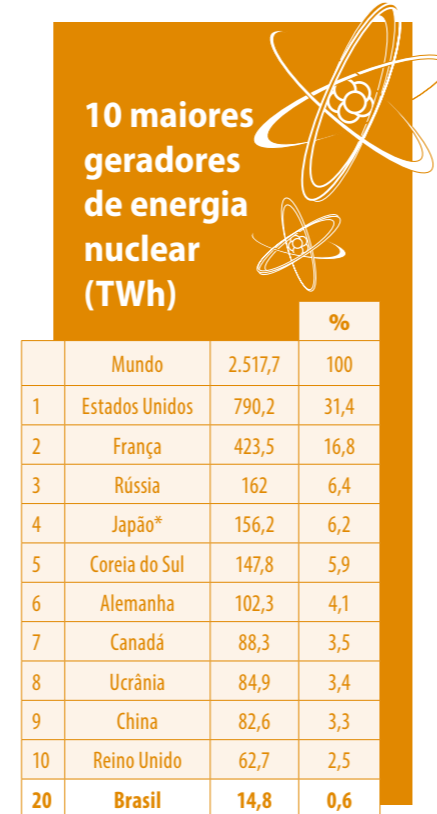 10 maiores
geradores
de energia
nuclear
(TWh)
%
Mundo 2.517,7 100
1 Estados Unidos 790,2 31,4
2 França 423,5 16,8
3 Rússia 162 6,4
4 Japão* 156,2 6,2
5 Coreia do Sul 147,8 5,9
6 Alemanha 102,3 4,1
7 Canadá 88,3 3,5
8 Ucrânia 84,9 3,4
9 China 82,6 3,3
10 Reino Unido 62,7 2,5
20 Brasil 14,8 0,6